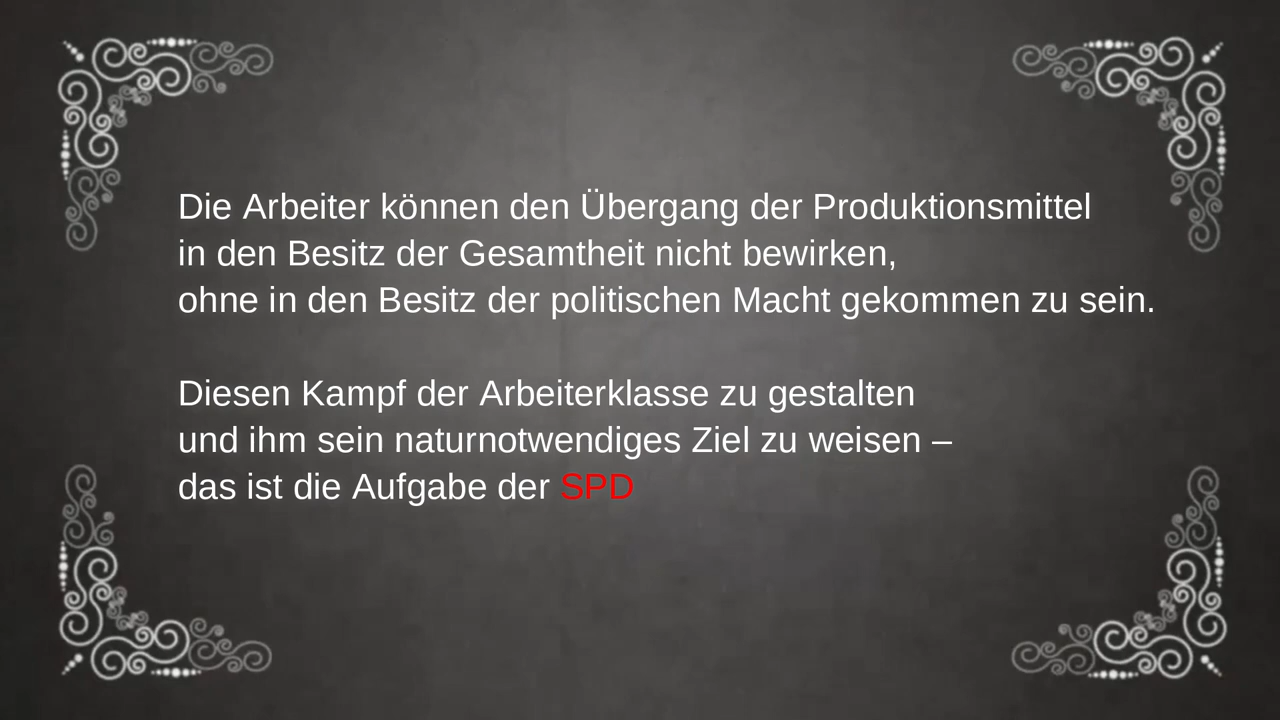 Die Arbeiter können den Übergang der Produktionsmittel
in den Besitz der Gesamtheit nicht bewirken,
ohne in den Besitz der politischen Macht gekommen zu sein.
Diesen Kampf der Arbeiterklasse zu gestalten
und ihm sein naturnotwendiges Ziel zu weisen –
das ist die Aufgabe der SPD